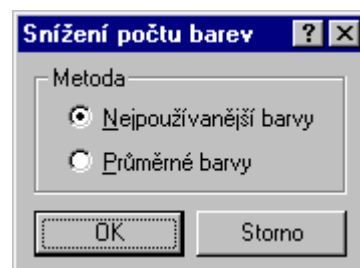 Snížení počtu barev
Metoda
Nejpoužívanější barvy
Průměrné barvy
OK Storno